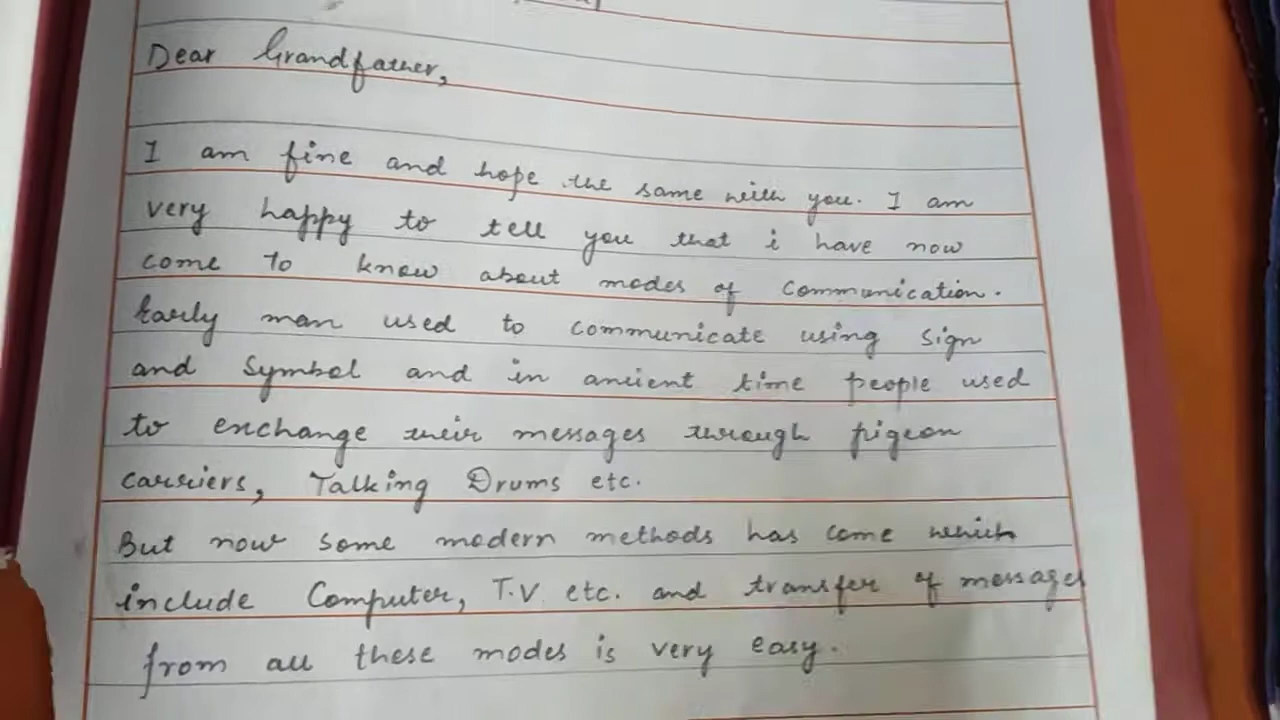 Dear Grandfather,
I am fine and hope the same with you. I am
very happy to tell you that i have now
come to know about modes of communication.
Early man used to communicate using sign
and Symbol and in ancient time people used
to exchange their messages through pigeon
carriers, Talking Drums etc.
But now some modern methods has come which
include Computer, T.V etc. and transfer of messages
from all these modes is very easy.